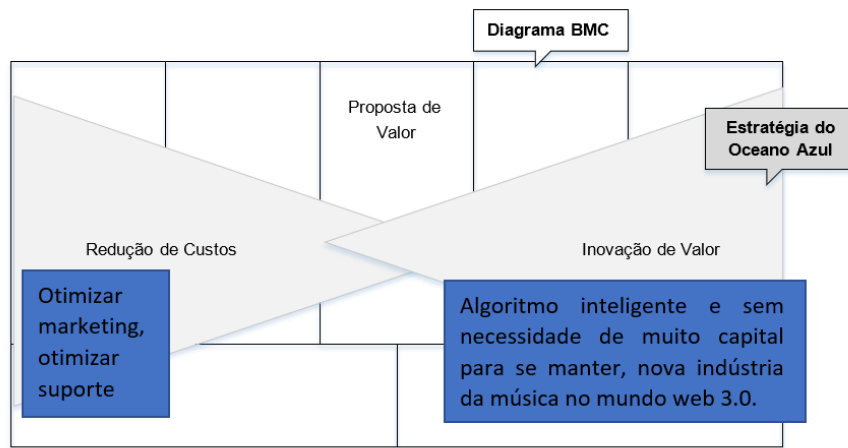 Diagrama BMC
Proposta de
Valor
Estratégia do
Oceano Azul
Redução de Custos
Inovação de Valor
Otimizar
marketing,
otimizar
suporte
Algoritmo inteligente e sem
necessidade de muito capital
para se manter, nova indústria
da música no mundo web 3.0.